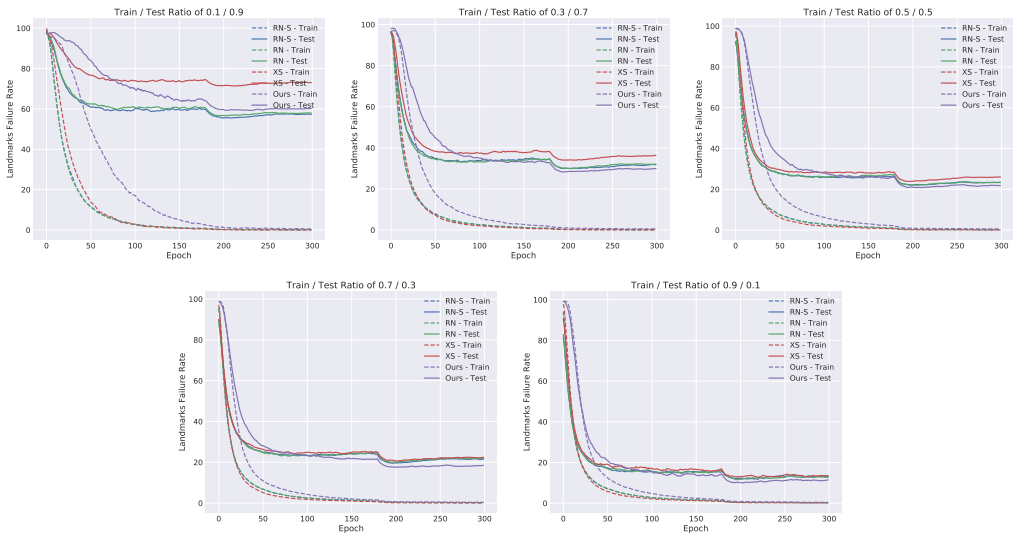 Train / Test Ratio of 0.1 / 0.9
Landmarks Failure Rate
100
80
60
40
20
0
0 50 100 150 200 250 300
Epoch
RN-S - Train
RN-S - Test
RN - Train
RN - Test
XS - Train
XS - Test
Ours - Train
Ours - Test
Train / Test Ratio of 0.3 / 0.7
Landmarks Failure Rate
100
80
60
40
20
0
0 50 100 150 200 250 300
Epoch
RN-S - Train
RN-S - Test
RN - Train
RN - Test
XS - Train
XS - Test
Ours - Train
Ours - Test
Train / Test Ratio of 0.5 / 0.5
Landmarks Failure Rate
100
80
60
40
20
0
0 50 100 150 200 250 300
Epoch
RN-S - Train
RN-S - Test
RN - Train
RN - Test
XS - Train
XS - Test
Ours - Train
Ours - Test
Train / Test Ratio of 0.7 / 0.3
Landmarks Failure Rate
100
80
60
40
20
0
0 50 100 150 200 250 300
Epoch
RN-S - Train
RN-S - Test
RN - Train
RN - Test
XS - Train
XS - Test
Ours - Train
Ours - Test
Train / Test Ratio of 0.9 / 0.1
Landmarks Failure Rate
100
80
60
40
20
0
0 50 100 150 200 250 300
Epoch
RN-S - Train
RN-S - Test
RN - Train
RN - Test
XS - Train
XS - Test
Ours - Train
Ours - Test